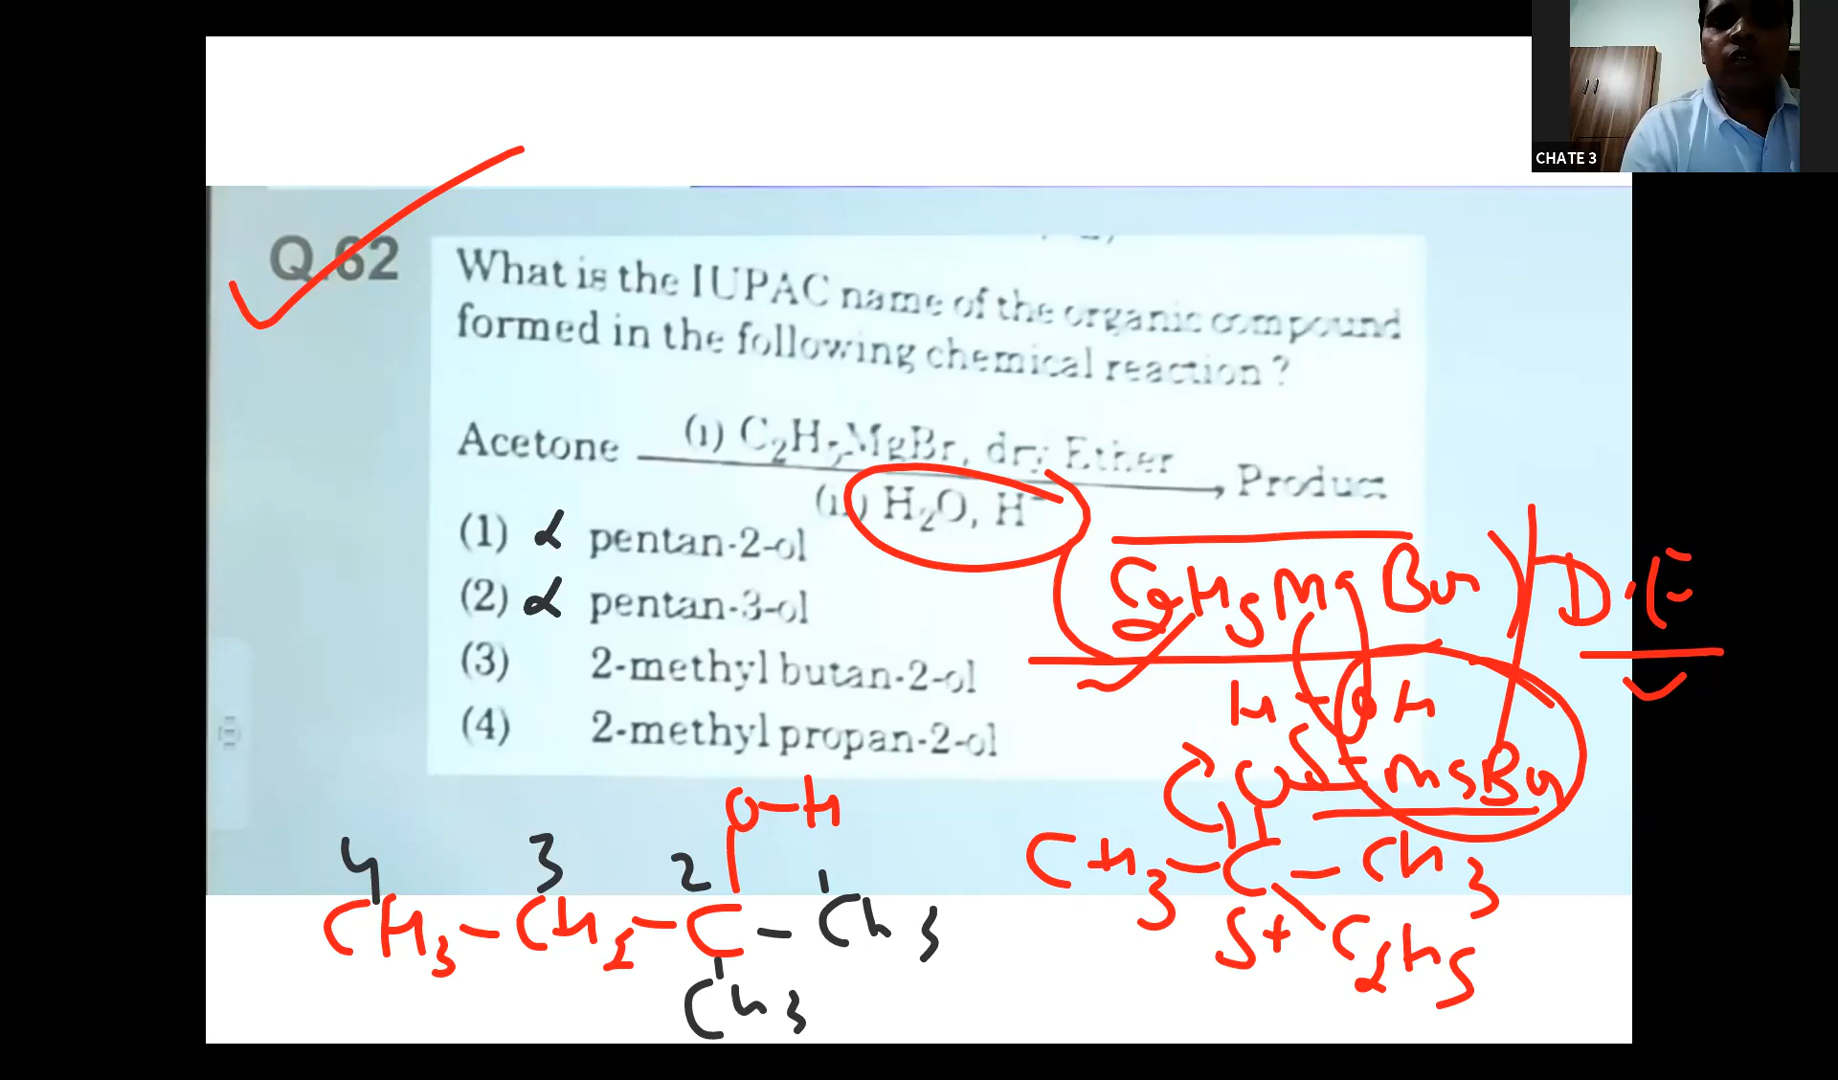 CHATE 3
Q.62
What is the IUPAC name of the organic compound
formed in the following chemical reaction ?
Acetone (i) C₂H₅MgBr, dry Ether Product
(ii) H₂O, H
(1) pentan-2-ol
(2) pentan-3-ol
(3) 2-methyl butan-2-ol
(4) 2-methyl propan-2-ol
C₂H₅MgBr D.E
H OH
MgBr
CH₃-C-CH₃
δ+ C₂H₅
O-H
4 3 2 1
CH₃-CH₂-C-CH₃
CH₃